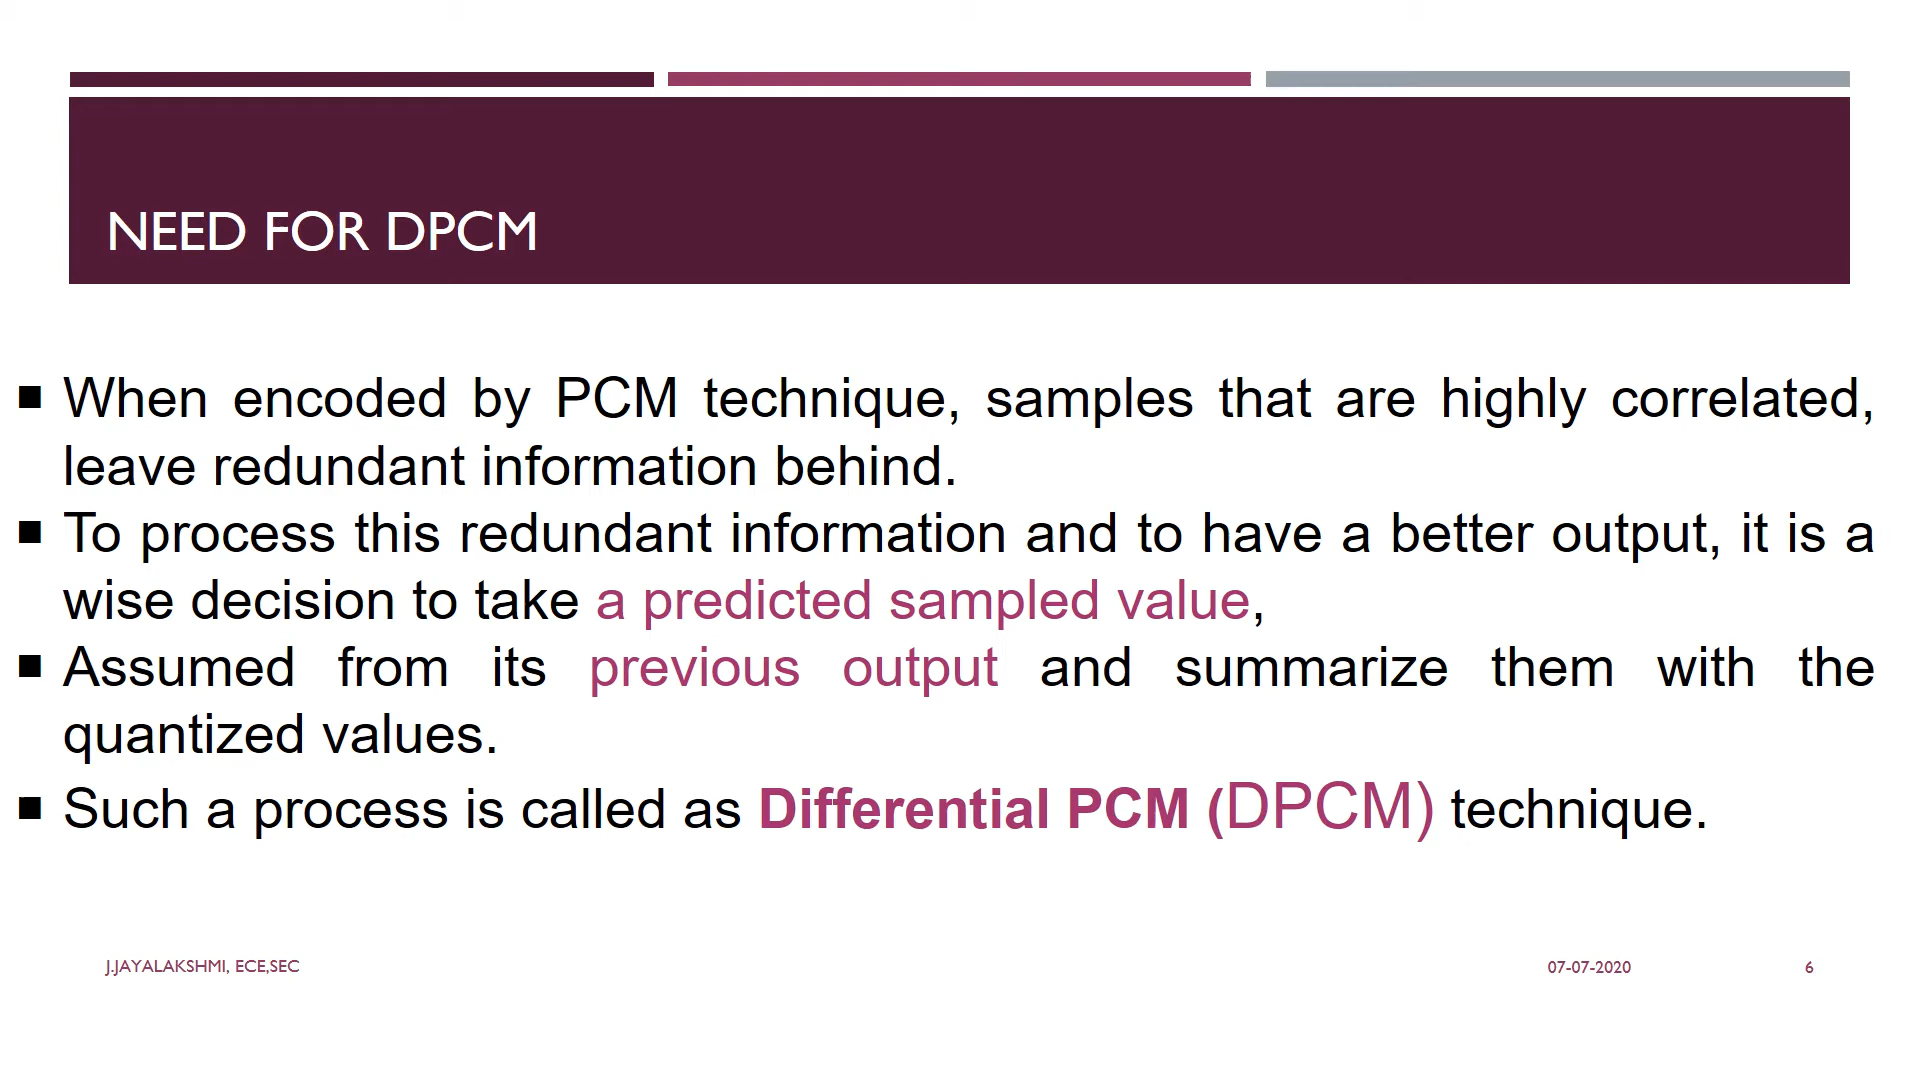 NEED FOR DPCM
■ When encoded by PCM technique, samples that are highly correlated,
leave redundant information behind.
■ To process this redundant information and to have a better output, it is a
wise decision to take a predicted sampled value,
■ Assumed from its previous output and summarize them with the
quantized values.
■ Such a process is called as Differential PCM (DPCM) technique.
J.JAYALAKSHMI, ECE,SEC
07-07-2020
6